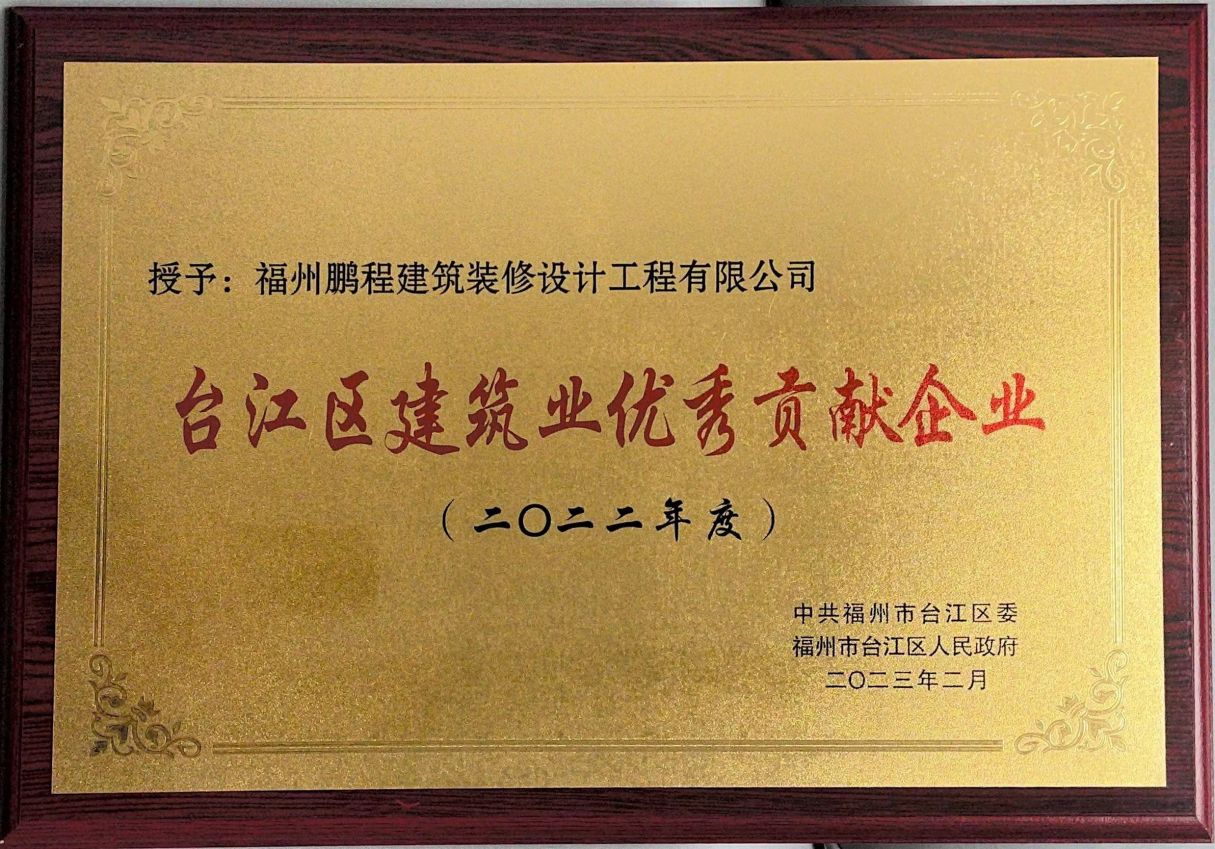 授予：福州鹏程建筑装修设计工程有限公司
台江区建筑业优秀贡献企业
（二〇二二年度）
中共福州市台江区委
福州市台江区人民政府
二〇二三年二月